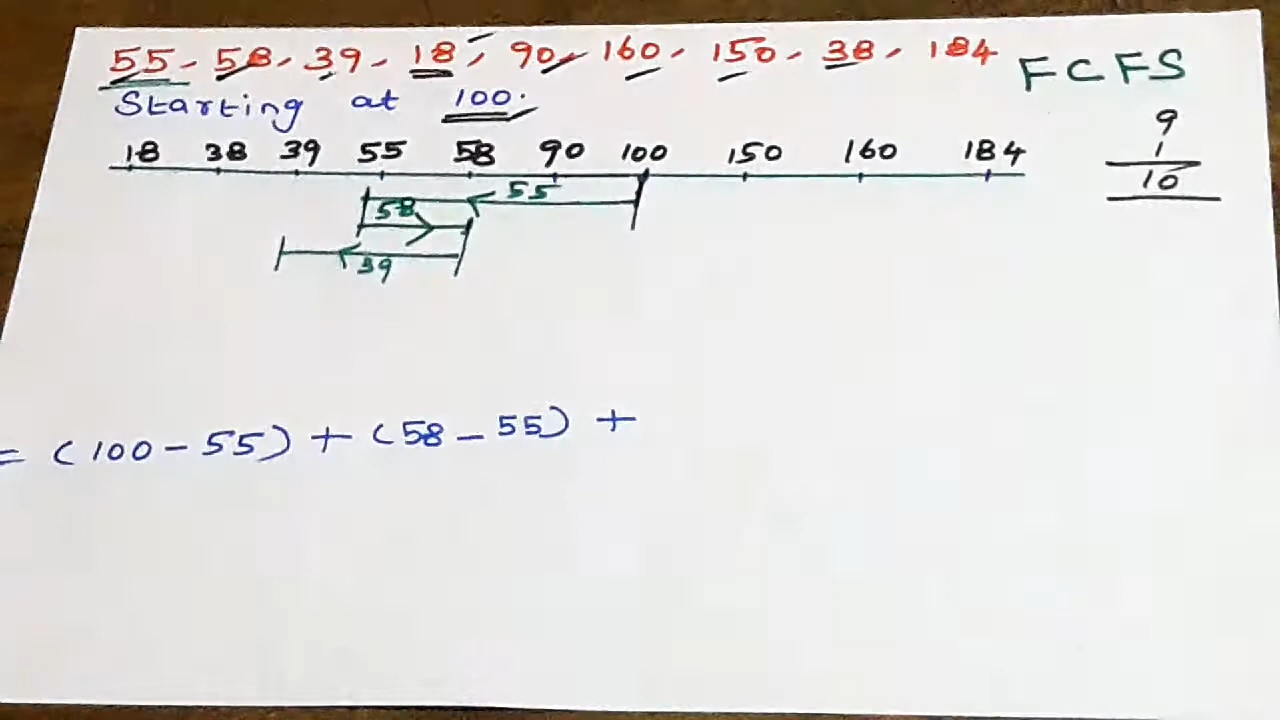 55, 58, 39, 18, 90, 160, 150, 38, 184
FCFS
Starting at 100.
9
1
10
18 38 39 55 58 90 100 150 160 184
55
58
39
= (100 - 55) + (58 - 55) +